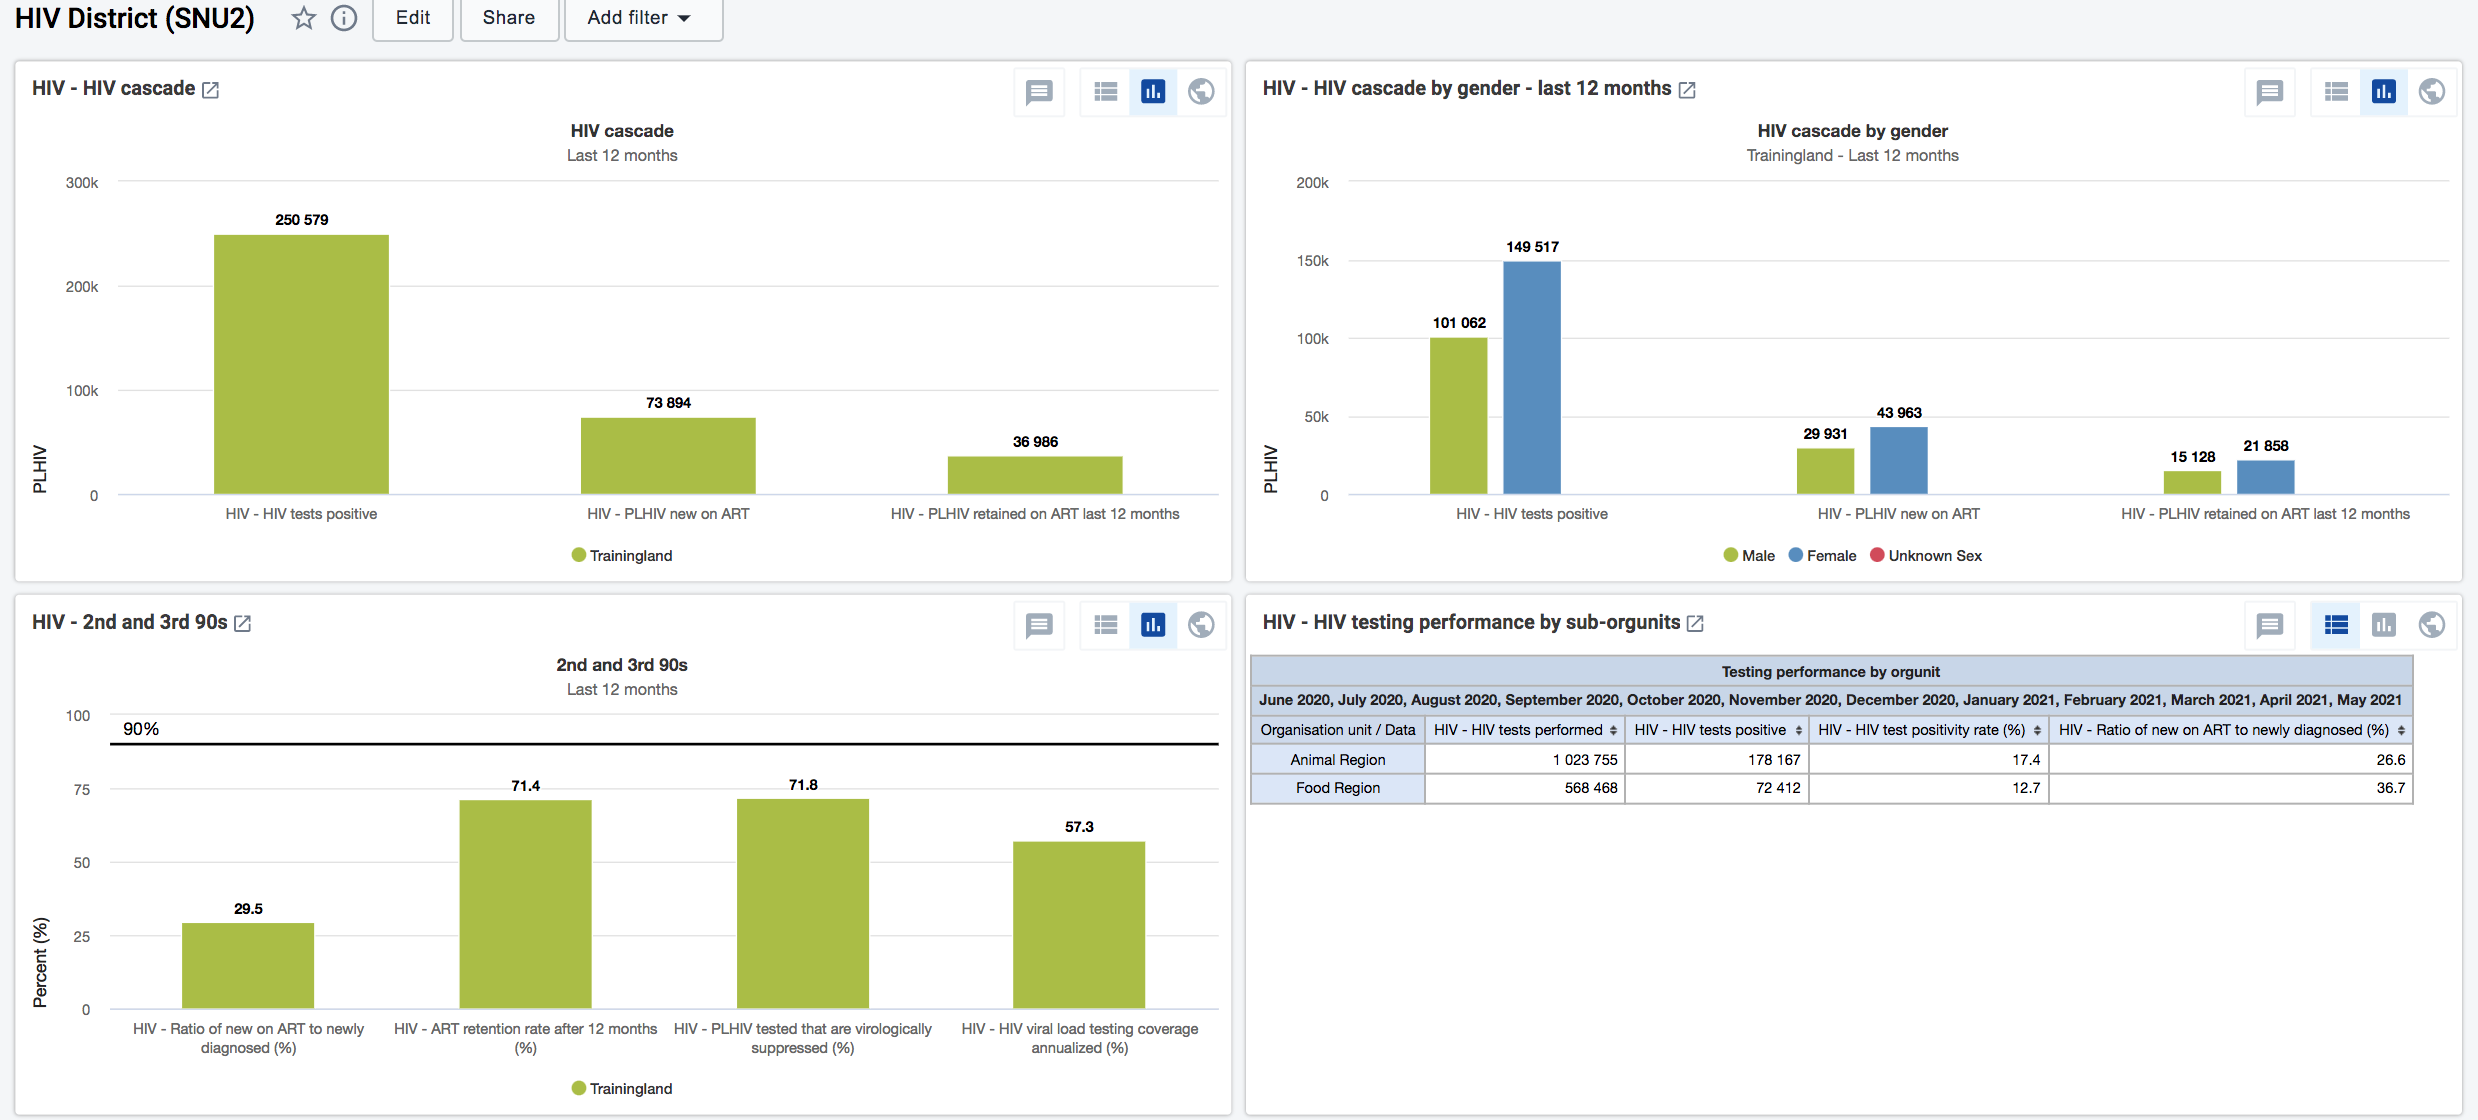 HIV District (SNU2)
Edit
Share
Add filter
HIV - HIV cascade
HIV cascade
Last 12 months
300k
200k
100k
0
PLHIV
250 579
73 894
36 986
HIV - HIV tests positive
HIV - PLHIV new on ART
HIV - PLHIV retained on ART last 12 months
Trainingland
HIV - HIV cascade by gender - last 12 months
HIV cascade by gender
Trainingland - Last 12 months
200k
150k
100k
50k
0
PLHIV
101 062
149 517
29 931
43 963
15 128
21 858
HIV - HIV tests positive
HIV - PLHIV new on ART
HIV - PLHIV retained on ART last 12 months
Male
Female
Unknown Sex
HIV - 2nd and 3rd 90s
2nd and 3rd 90s
Last 12 months
100
75
50
25
0
Percent (%)
90%
29.5
71.4
71.8
57.3
HIV - Ratio of new on ART to newly
diagnosed (%)
HIV - ART retention rate after 12 months
(%)
HIV - PLHIV tested that are virologically
suppressed (%)
HIV - HIV viral load testing coverage
annualized (%)
Trainingland
HIV - HIV testing performance by sub-orgunits
Testing performance by orgunit
June 2020, July 2020, August 2020, September 2020, October 2020, November 2020, December 2020, January 2021, February 2021, March 2021, April 2021, May 2021
Organisation unit / Data HIV - HIV tests performed HIV - HIV tests positive HIV - HIV test positivity rate (%) HIV - Ratio of new on ART to newly diagnosed (%)
Animal Region 1 023 755 178 167 17.4 26.6
Food Region 568 468 72 412 12.7 36.7